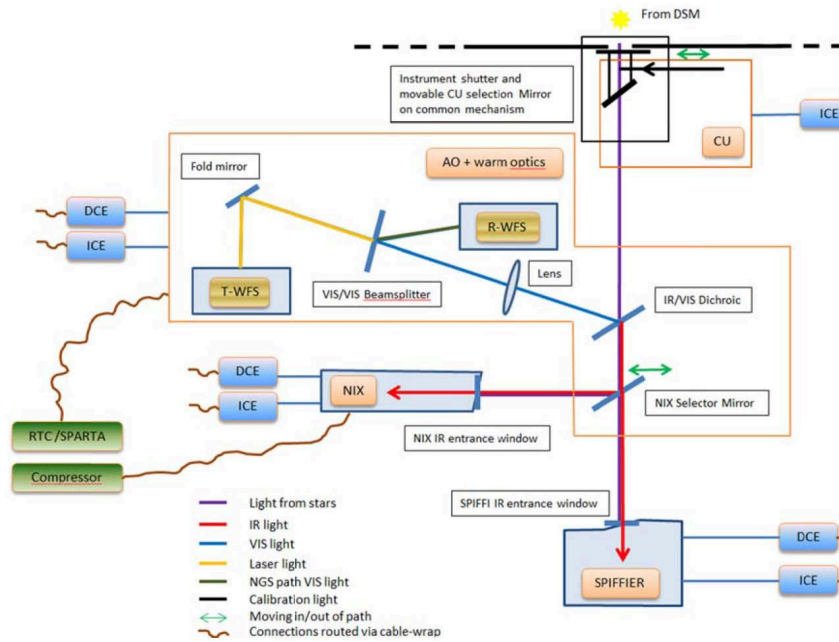 From DSM
Instrument shutter and
movable CU selection Mirror
on common mechanism
ICE
CU
Fold mirror
AO + warm optics
DCE
ICE
R-WFS
T-WFS
VIS/VIS Beamsplitter
Lens
IR/VIS Dichroic
DCE
ICE
NIX
NIX Selector Mirror
RTC/SPARTA
NIX IR entrance window
Compressor
SPIFFI IR entrance window
Light from stars
IR light
VIS light
Laser light
NGS path VIS light
Calibration light
Moving in/out of path
Connections routed via cable-wrap
DCE
ICE
SPIFFIER